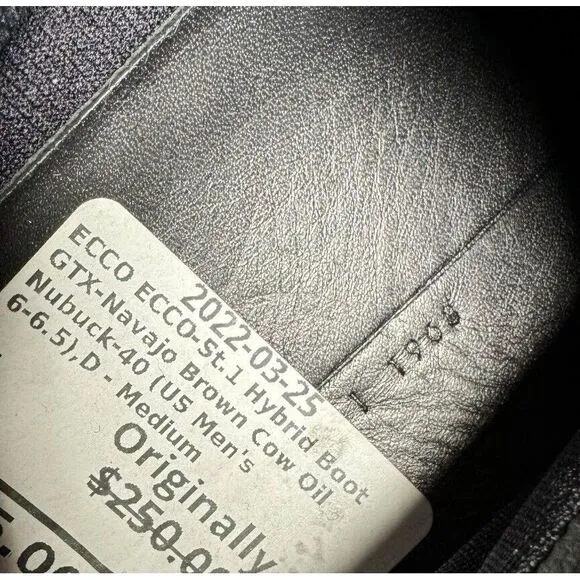 2022-03-25
ECCO ECCO-St.1 Hybrid Boot
GTX-Navajo Brown Cow Oil
Nubuck-40 (US Men's
6-6.5),D - Medium
Originally
$250.00
1968